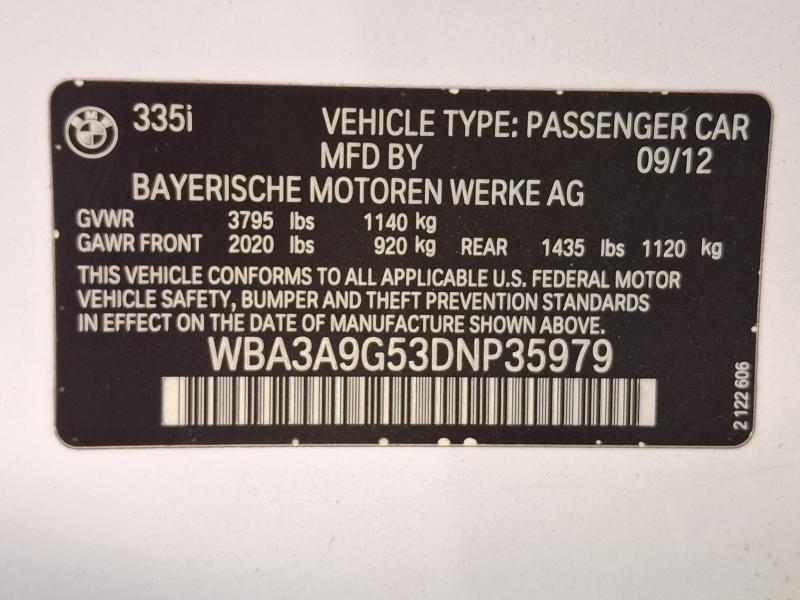 BMW
335i VEHICLE TYPE: PASSENGER CAR
MFD BY 09/12
BAYERISCHE MOTOREN WERKE AG
GVWR 3795 lbs 1140 kg
GAWR FRONT 2020 lbs 920 kg REAR 1435 lbs 1120 kg
THIS VEHICLE CONFORMS TO ALL APPLICABLE U.S. FEDERAL MOTOR
VEHICLE SAFETY, BUMPER AND THEFT PREVENTION STANDARDS
IN EFFECT ON THE DATE OF MANUFACTURE SHOWN ABOVE.
WBA3A9G53DNP35979
2 122 606